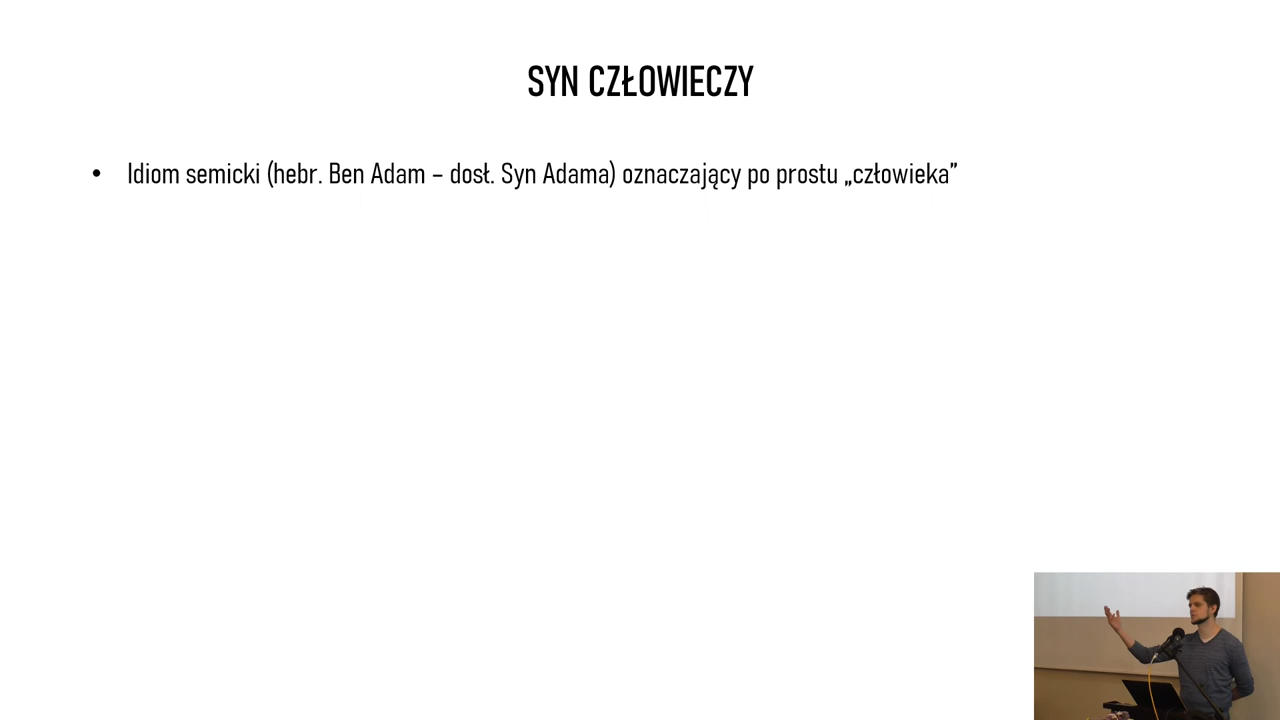 SYN CZŁOWIECZY
• Idiom semicki (hebr. Ben Adam – dosł. Syn Adama) oznaczający po prostu „człowieka”